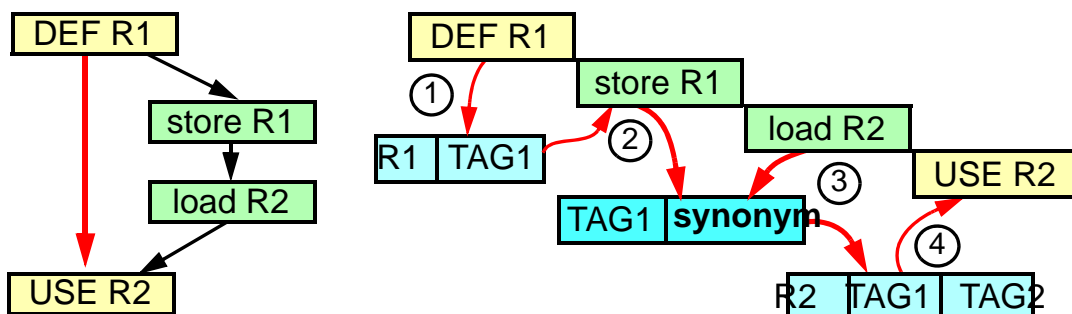 DEF R1
store R1
load R2
USE R2
DEF R1
1
store R1
R1 TAG1
2
load R2
3
USE R2
TAG1 synonym
4
R2 TAG1 TAG2